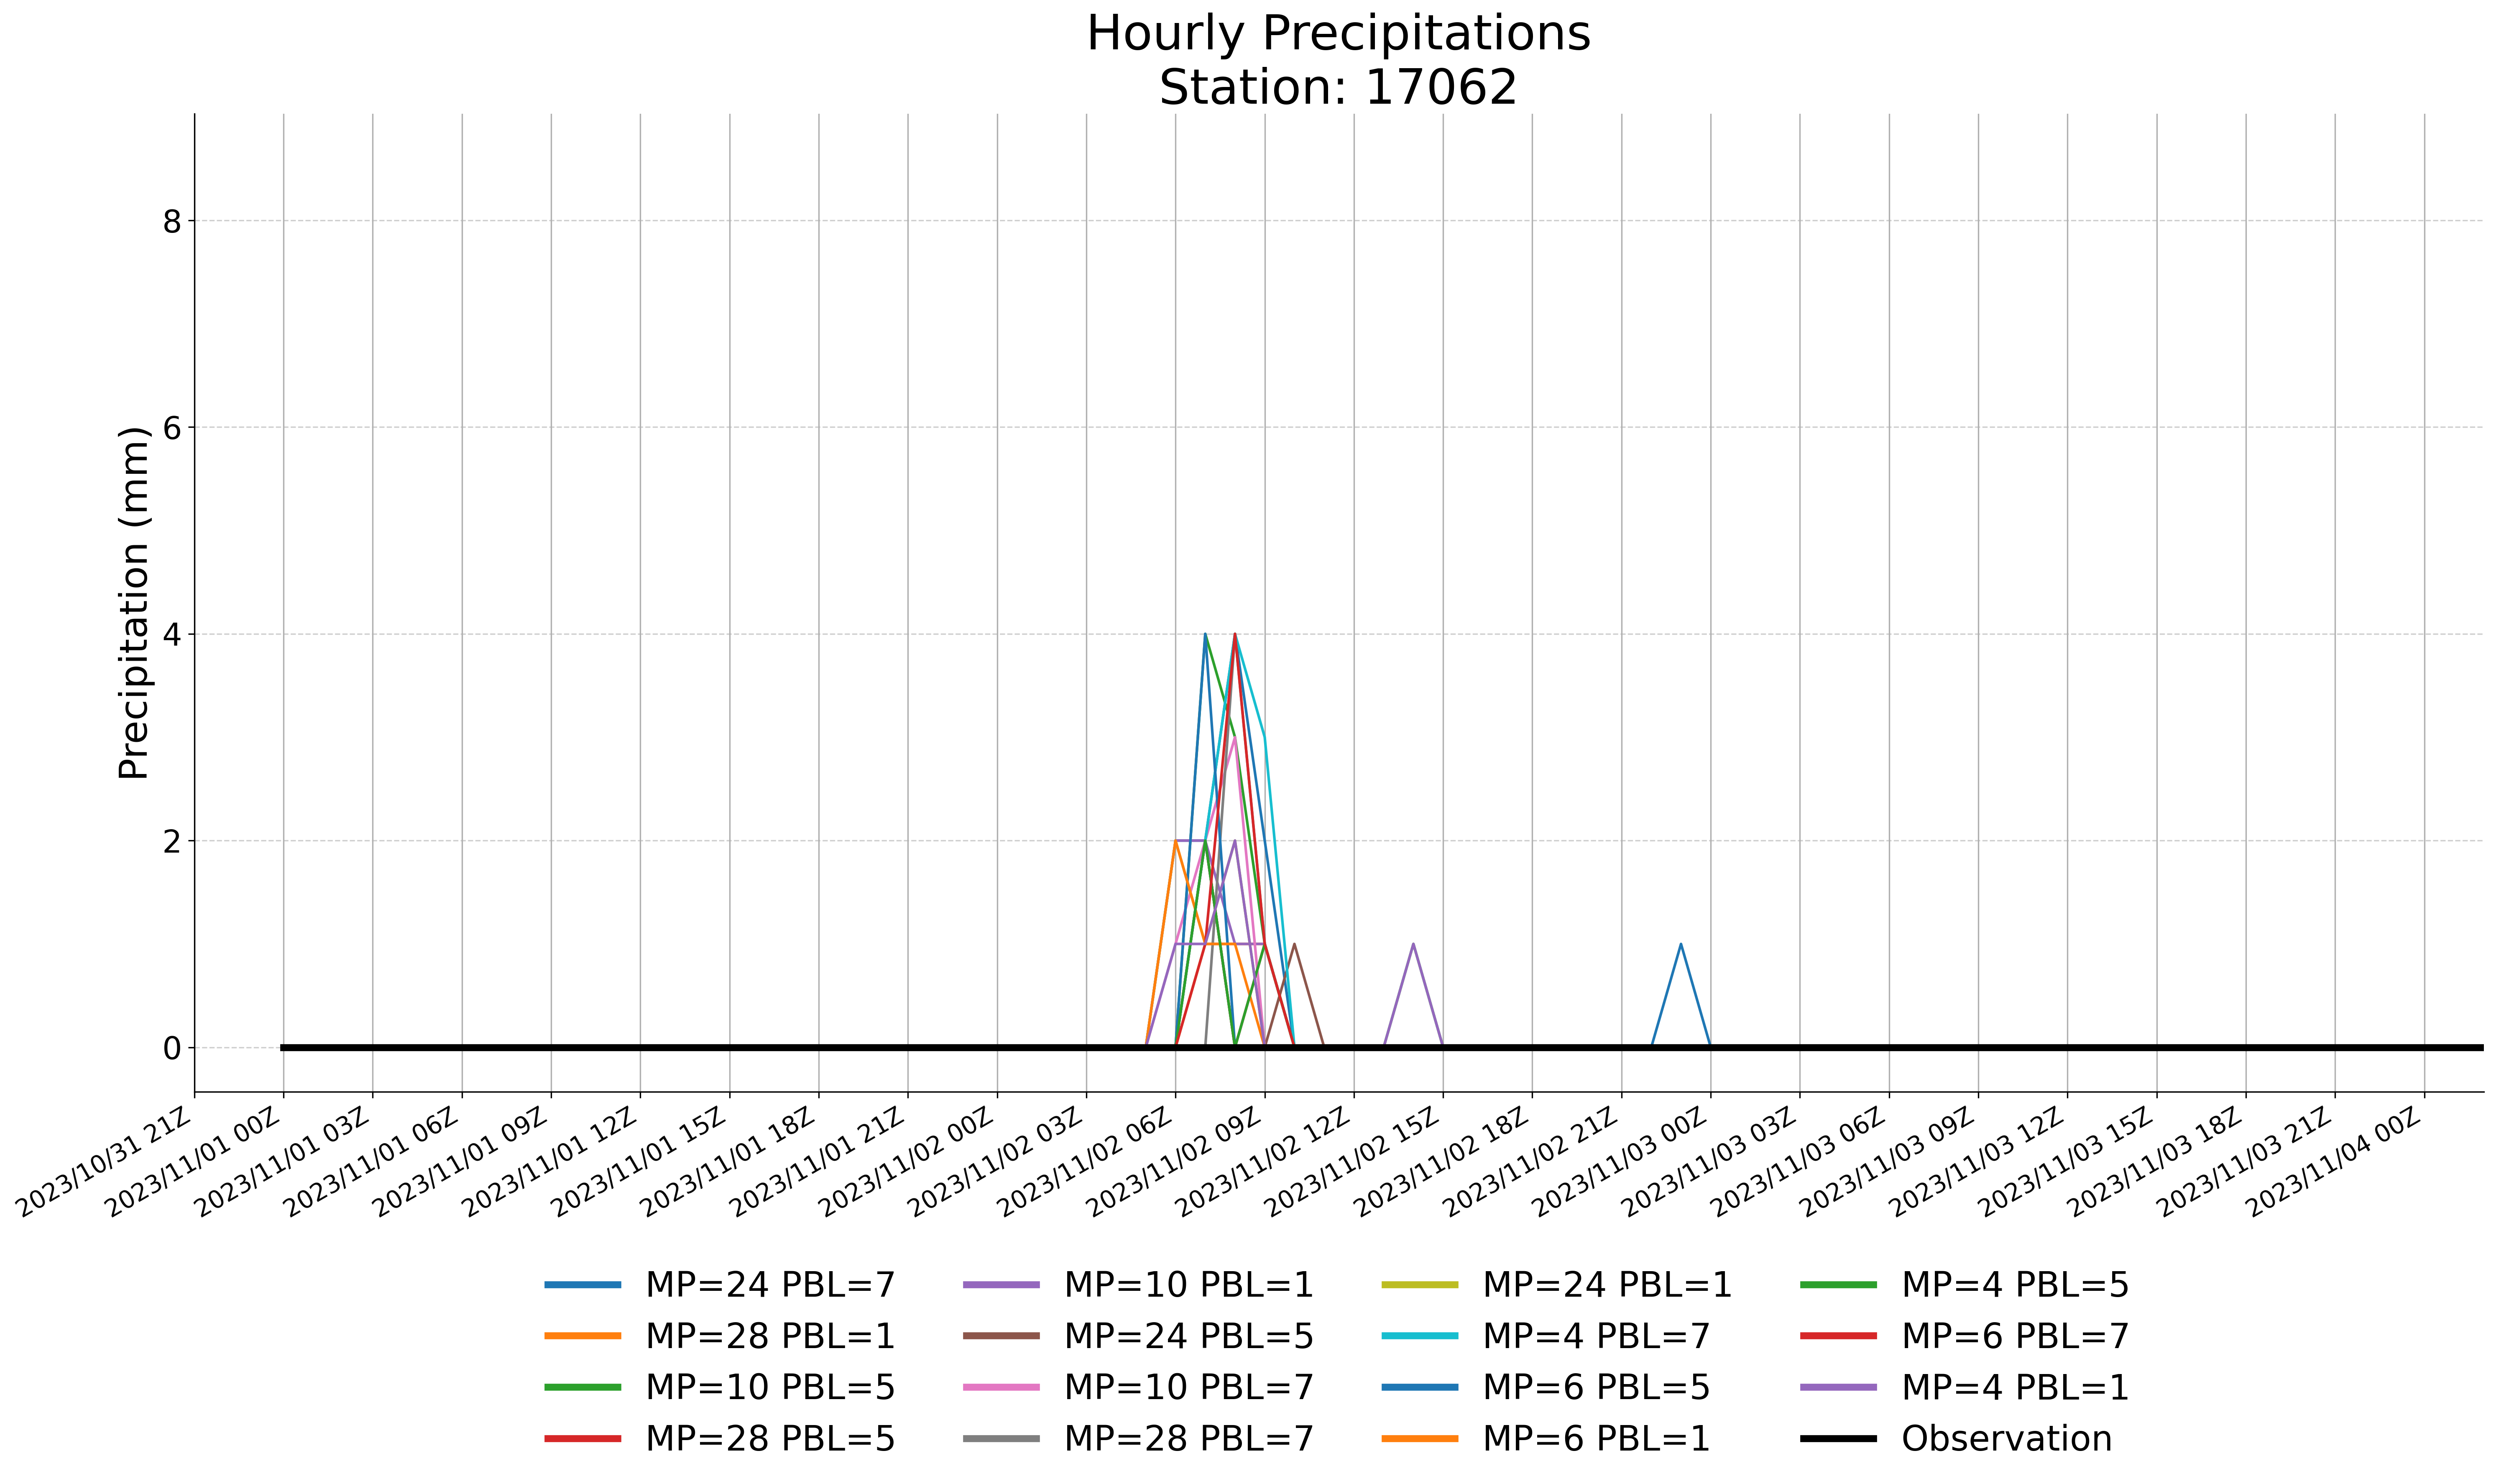 Hourly Precipitations
Station: 17062
Precipitation (mm)
8
6
4
2
0
2023/10/31 21Z
2023/11/01 00Z
2023/11/01 03Z
2023/11/01 06Z
2023/11/01 09Z
2023/11/01 12Z
2023/11/01 15Z
2023/11/01 18Z
2023/11/01 21Z
2023/11/02 00Z
2023/11/02 03Z
2023/11/02 06Z
2023/11/02 09Z
2023/11/02 12Z
2023/11/02 15Z
2023/11/02 18Z
2023/11/02 21Z
2023/11/03 00Z
2023/11/03 03Z
2023/11/03 06Z
2023/11/03 09Z
2023/11/03 12Z
2023/11/03 15Z
2023/11/03 18Z
2023/11/03 21Z
2023/11/04 00Z
MP=24 PBL=7
MP=28 PBL=1
MP=10 PBL=5
MP=28 PBL=5
MP=10 PBL=1
MP=24 PBL=5
MP=10 PBL=7
MP=28 PBL=7
MP=24 PBL=1
MP=4 PBL=7
MP=6 PBL=5
MP=6 PBL=1
MP=4 PBL=5
MP=6 PBL=7
MP=4 PBL=1
Observation